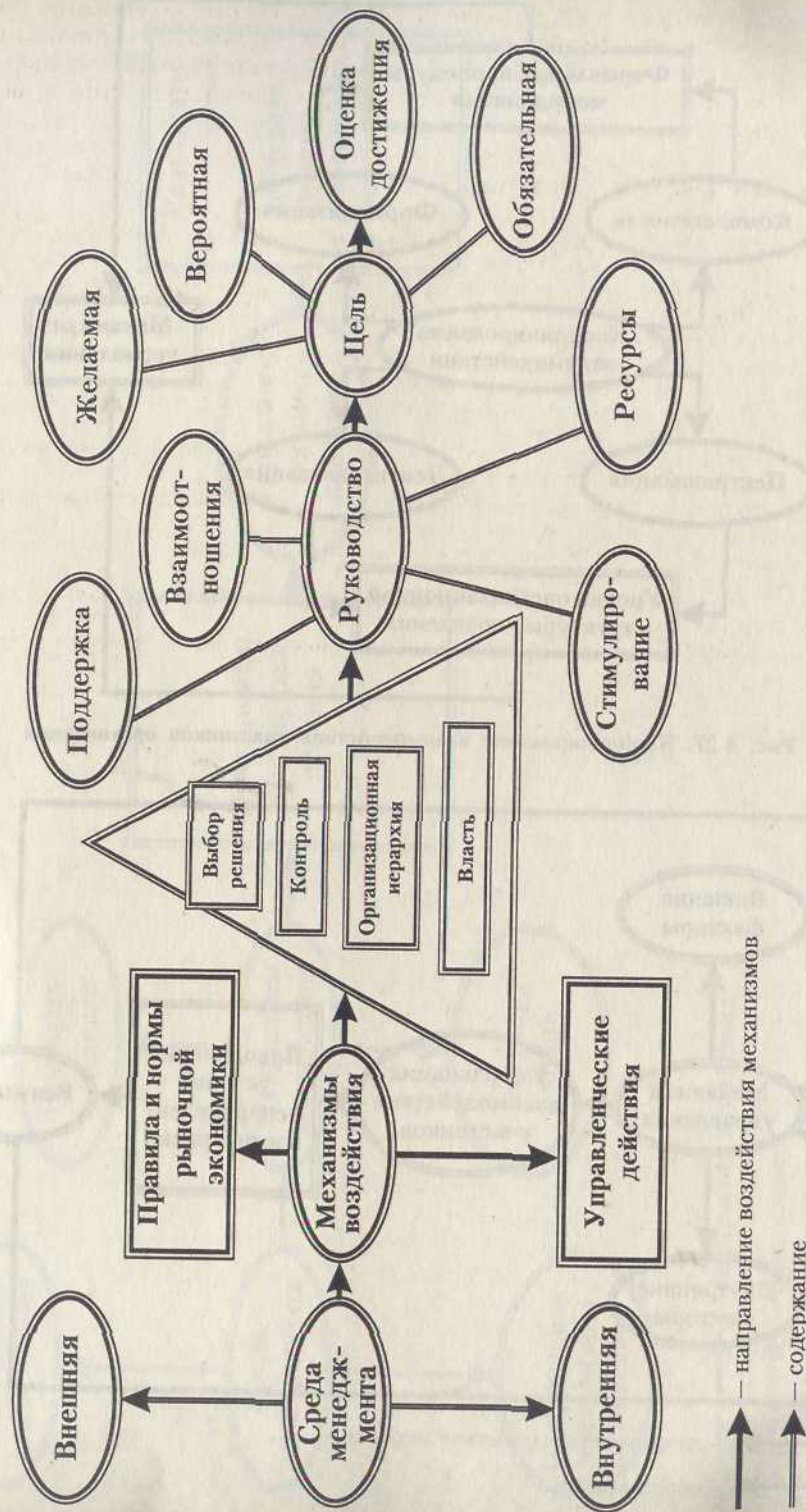 Внешняя
Среда
менедж-
мента
Внутренняя
Правила и нормы
рыночной
экономики
Механизмы
воздействия
Управленческие
действия
Выбор
решения
Контроль
Организационная
иерархия
Власть
Поддержка
Взаимоот-
ношения
Руководство
Стимулиро-
вание
Ресурсы
Желаемая
Вероятная
Цель
Оценка
достижения
Обязательная
— направление воздействия механизмов
— содержание